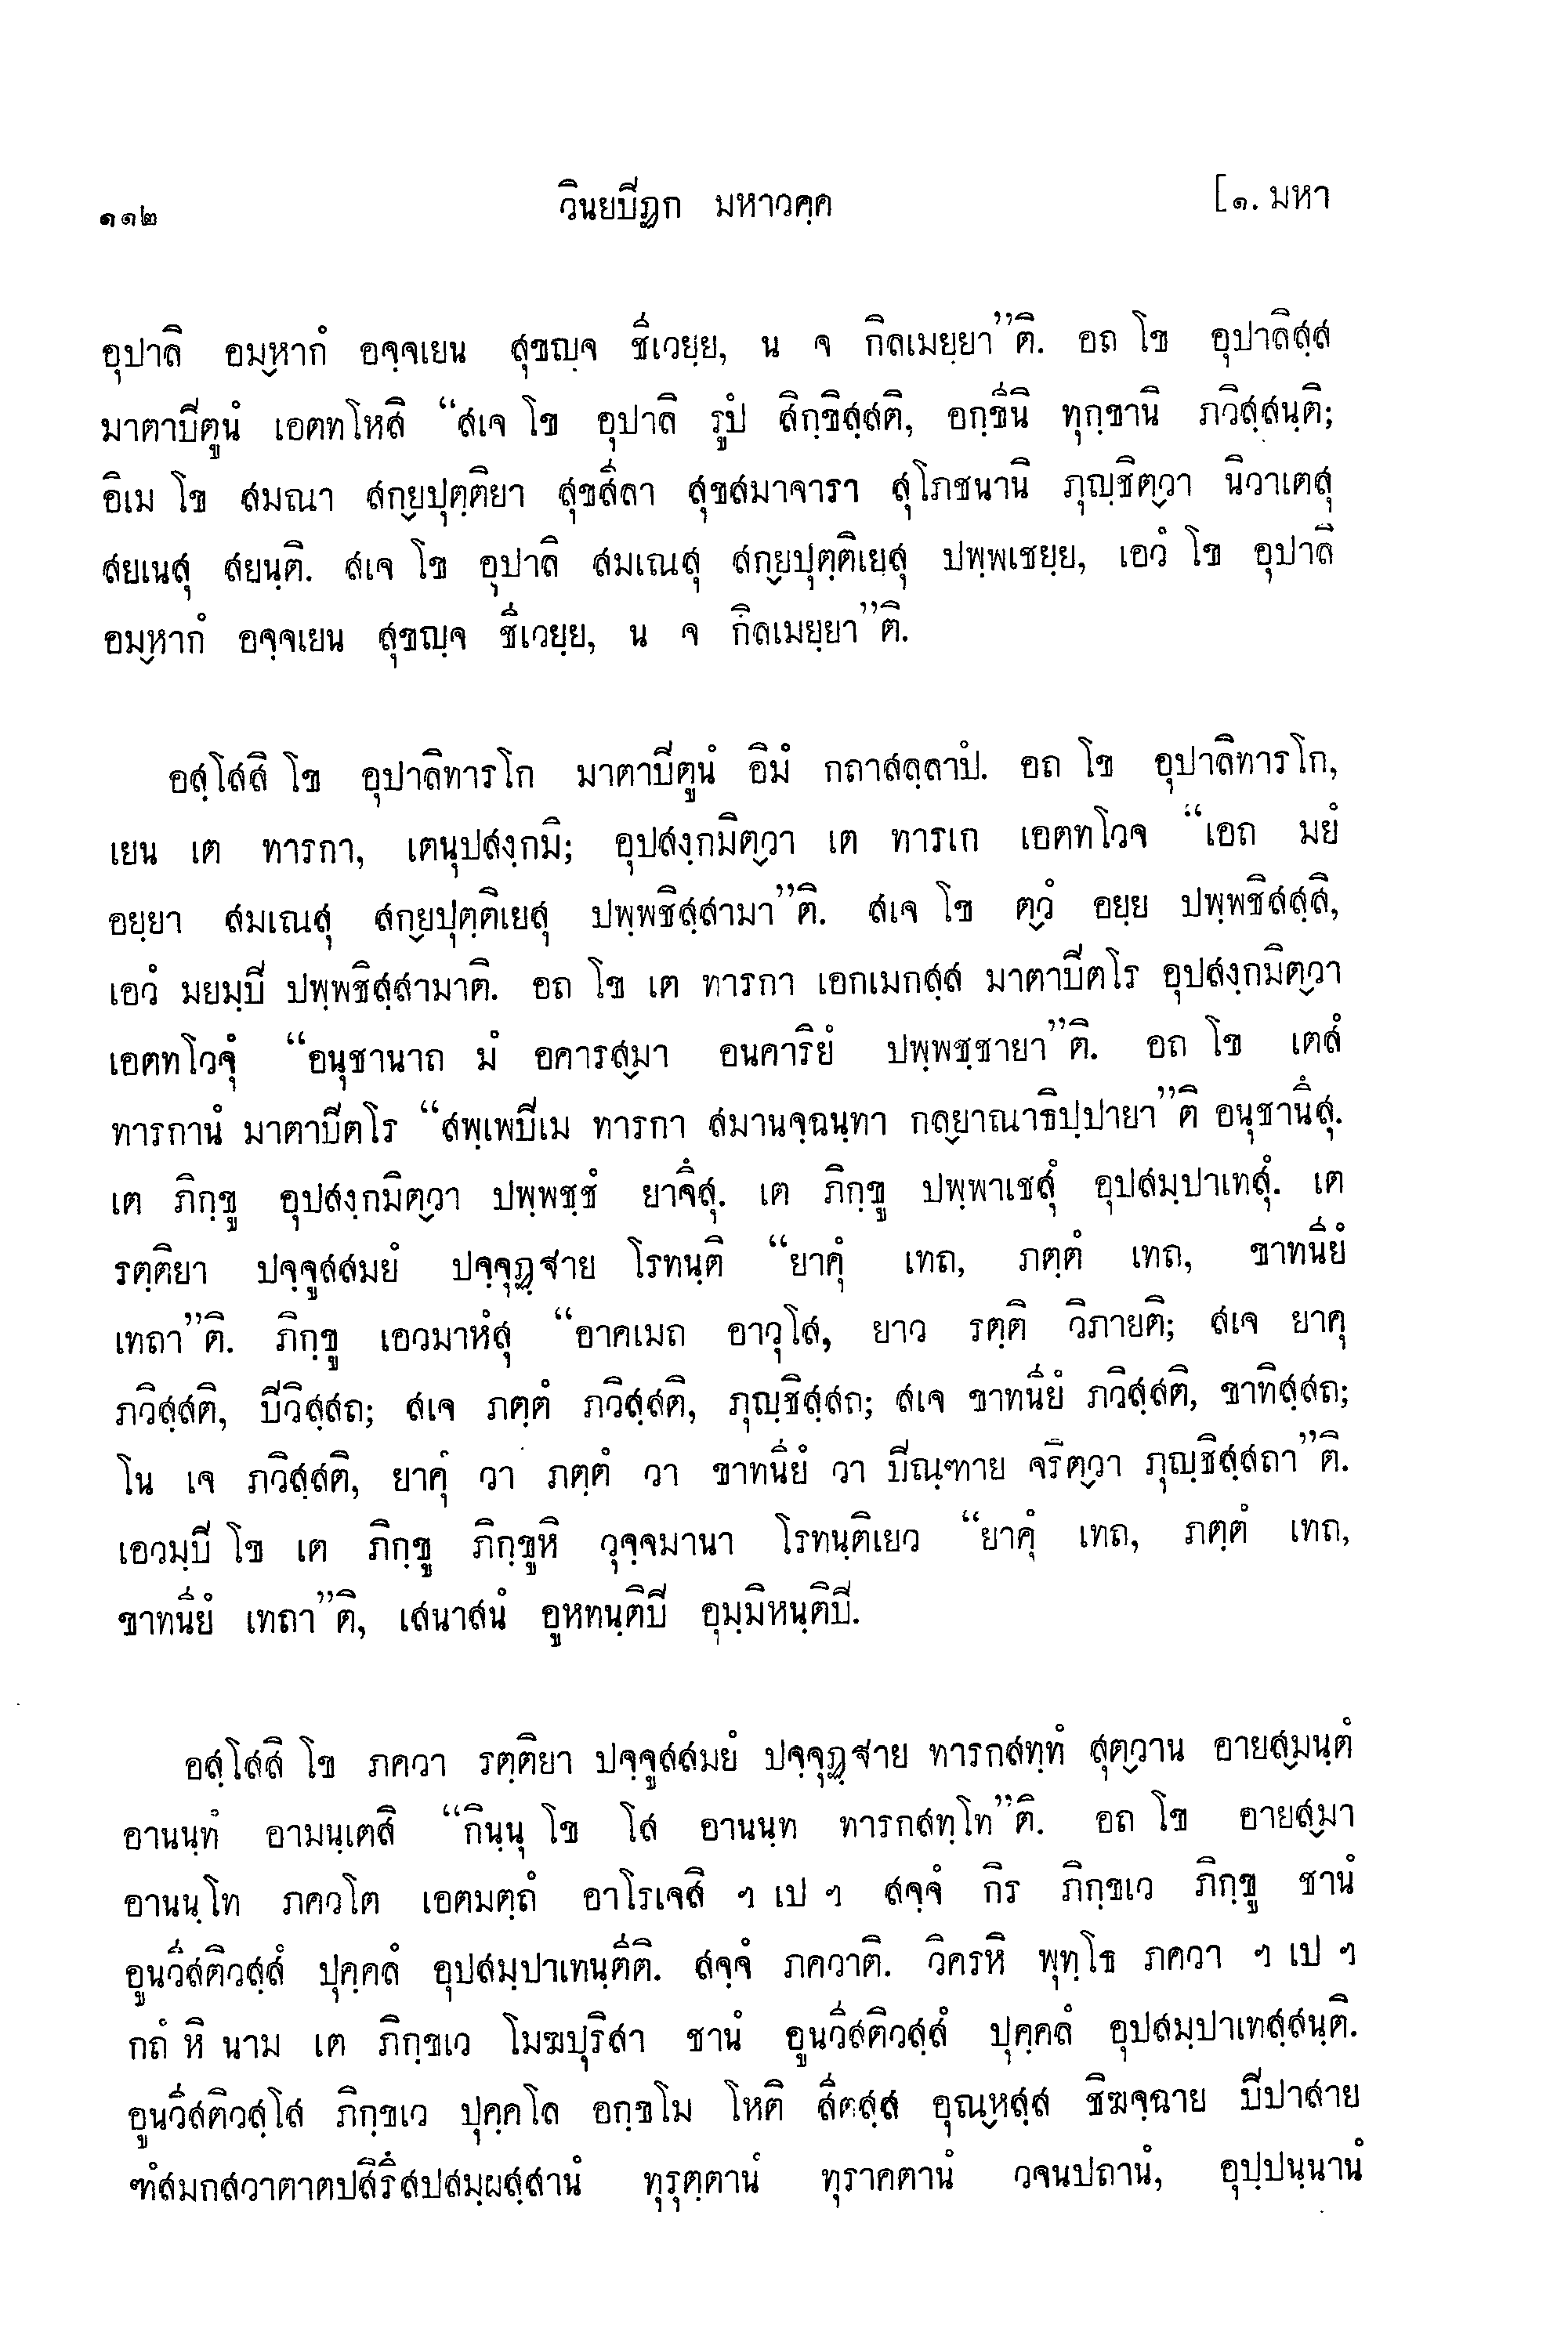 ๑๑๒ วินยปิฏก มหาวคฺค [๑. มหา
อุปาลิ อมฺหากํ อจฺจเยน สุขญฺจ ชีเวยฺย, น จ กิลเมยฺยา”ติ. อถ โข อุปาลิสฺส
มาตาปิตูนํ เอตทโหสิ “สเจ โข อุปาลิ รูปํ สิกฺขิสฺสติ, อกฺขีนิ ทุกฺขานิ ภวิสฺสนฺติ;
อิเม โข สมณา สกฺยปุตฺติยา สุขสีลา สุขสมาจารา สุโภชนานิ ภุญฺชิตฺวา นิวาเตสุ
สยเนสุ สยนฺติ. สเจ โข อุปาลิ สมเณสุ สกฺยปุตฺติเยสุ ปพฺพเชยฺย, เอวํ โข อุปาลิ
อมฺหากํ อจฺจเยน สุขญฺจ ชีเวยฺย, น จ กิลเมยฺยา”ติ.
อสฺโสสิ โข อุปาลิทารโก มาตาปิตูนํ อิมํ กถาสลฺลาปํ. อถ โข อุปาลิทารโก,
เยน เต ทารกา, เตนุปสงฺกมิ; อุปสงฺกมิตฺวา เต ทารเก เอตทโวจ “เอถ มยํ
อยฺยา สมเณสุ สกฺยปุตฺติเยสุ ปพฺพชิสฺสามา”ติ. สเจ โข ตฺวํ อยฺย ปพฺพชิสสฺสิ,
เอวํ มยมฺปิ ปพฺพชิสฺสามาติ. อถ โข เต ทารกา เอกเมกสฺส มาตาปิตโร อุปสงฺกมิตฺวา
เอตทโวจุํ “อนุชานาถ มํ อคารสฺมา อนคาริยํ ปพฺพชฺชายา”ติ. อถ โข เตสํ
ทารกานํ มาตาปิตโร “สพฺเพปิเม ทารกา สมานจฺฉนฺทา กลฺยาณาธิปฺปายา”ติ อนุชานึสุ.
เต ภิกฺขู อุปสงฺกมิตฺวา ปพฺพชฺชํ ยาจึสุ. เต ภิกฺขู ปพฺพาเชสุํ อุปสมฺปาเทสุํ. เต
รตฺติยา ปจฺจูสสมยํ ปจฺจุฏฺฐาย โรทนฺติ “ยาคุํ เทถ, ภตฺตํ เทถ, ขาทนียํ
เทถา”ติ. ภิกฺขู เอวมาหํสุ “อาคเมถ อาวุโส, ยาว รตฺติ วิภายติ; สเจ ยาคุ
ภวิสฺสติ, ปิวิสฺสถ; สเจ ภตฺตํ ภวิสฺสติ, ภุญฺชิสฺสถ; สเจ ขาทนียํ ภวิสฺสติ, ขาทิสฺสถ;
โน เจ ภวิสฺสติ, ยาคุํ วา ภตฺตํ วา ขาทนียํ วา ปิณฺฑาย จริตฺวา ภุญฺชิสฺสถา”ติ.
เอวมฺปิ โข เต ภิกฺขู ภิกฺขูหิ วุจฺจมานา โรทนฺติเยว “ยาคุํ เทถ, ภตฺตํ เทถ,
ขาทนียํ เทถา”ติ, เสนาสนํ อูหทนฺติปิ อุมฺมิหนฺติปิ.
อสฺโสสิ โข ภควา รตฺติยา ปจฺจูสสมยํ ปจฺจุฏฺฐาย ทารกสทฺทํ สุตฺวาน อายสฺมนฺตํ
อานนฺทํ อามนฺเตสิ “กินฺนุ โข โส อานนฺท ทารกสทฺโท”ติ. อถ โข อายสฺมา
อานนฺโท ภควโต เอตมตฺถํ อาโรเจสิ ฯ เป ฯ สจฺจํ กิร ภิกฺขเว ภิกฺขู ชานํ
อูนวีสติวสฺสํ ปุคฺคลํ อุปสมฺปาเทนฺตีติ. สจฺจํ ภควาติ. วิครหิ พุทฺโธ ภควา ฯ เป ฯ
กถํ หิ นาม เต ภิกฺขเว โมฆปุริสา ชานํ อูนวีสติวสฺสํ ปุคฺคลํ อุปสมฺปาเทสฺสนฺติ.
อูนวีสติวสฺโส ภิกฺขเว ปุคฺคโล อกฺขโม โหติ สีตสฺส อุณฺหสฺส ชิฆจฺฉาย ปิปาสาย
ฑํสมกสวาตาตปสิรึสปสมฺผสฺสานํ ทุรุตฺตานํ ทุราคตานํ วจนปถานํ, อุปฺปนฺนานํ